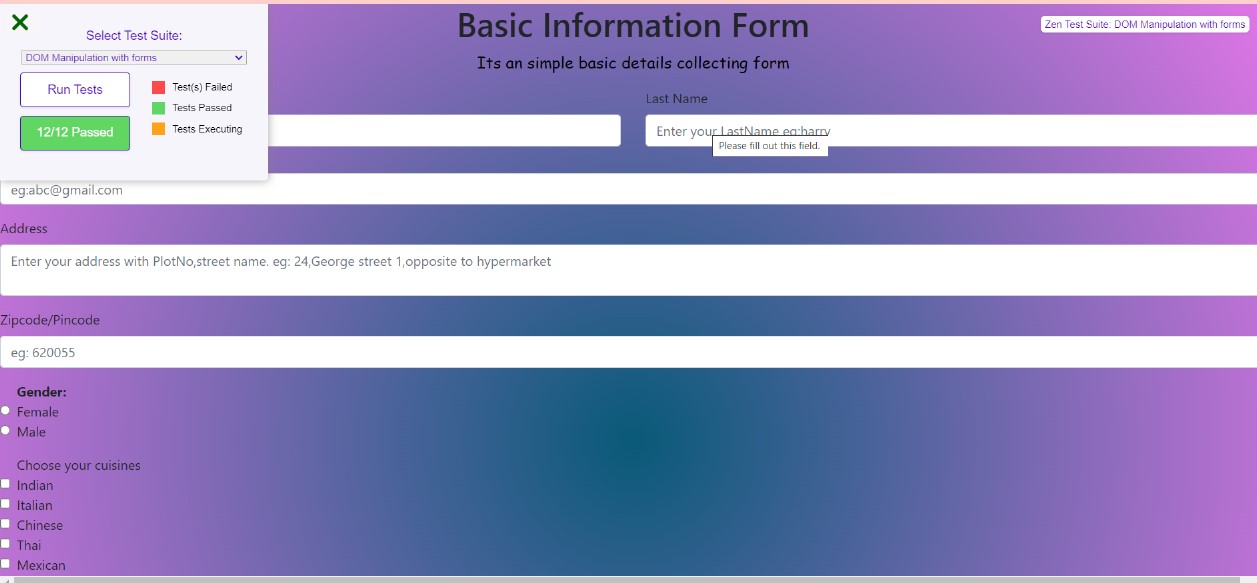 Basic Information Form
Zen Test Suite: DOM Manipulation with forms
Select Test Suite:
DOM Manipulation with forms
Run Tests
12/12 Passed
Test(s) Failed
Tests Passed
Tests Executing
Its an simple basic details collecting form
Last Name
Enter your LastName eg:harry
Please fill out this field.
eg:abc@gmail.com
Address
Enter your address with PlotNo,street name. eg: 24,George street 1,opposite to hypermarket
Zipcode/Pincode
eg: 620055
Gender:
Female
Male
Choose your cuisines
Indian
Italian
Chinese
Thai
Mexican